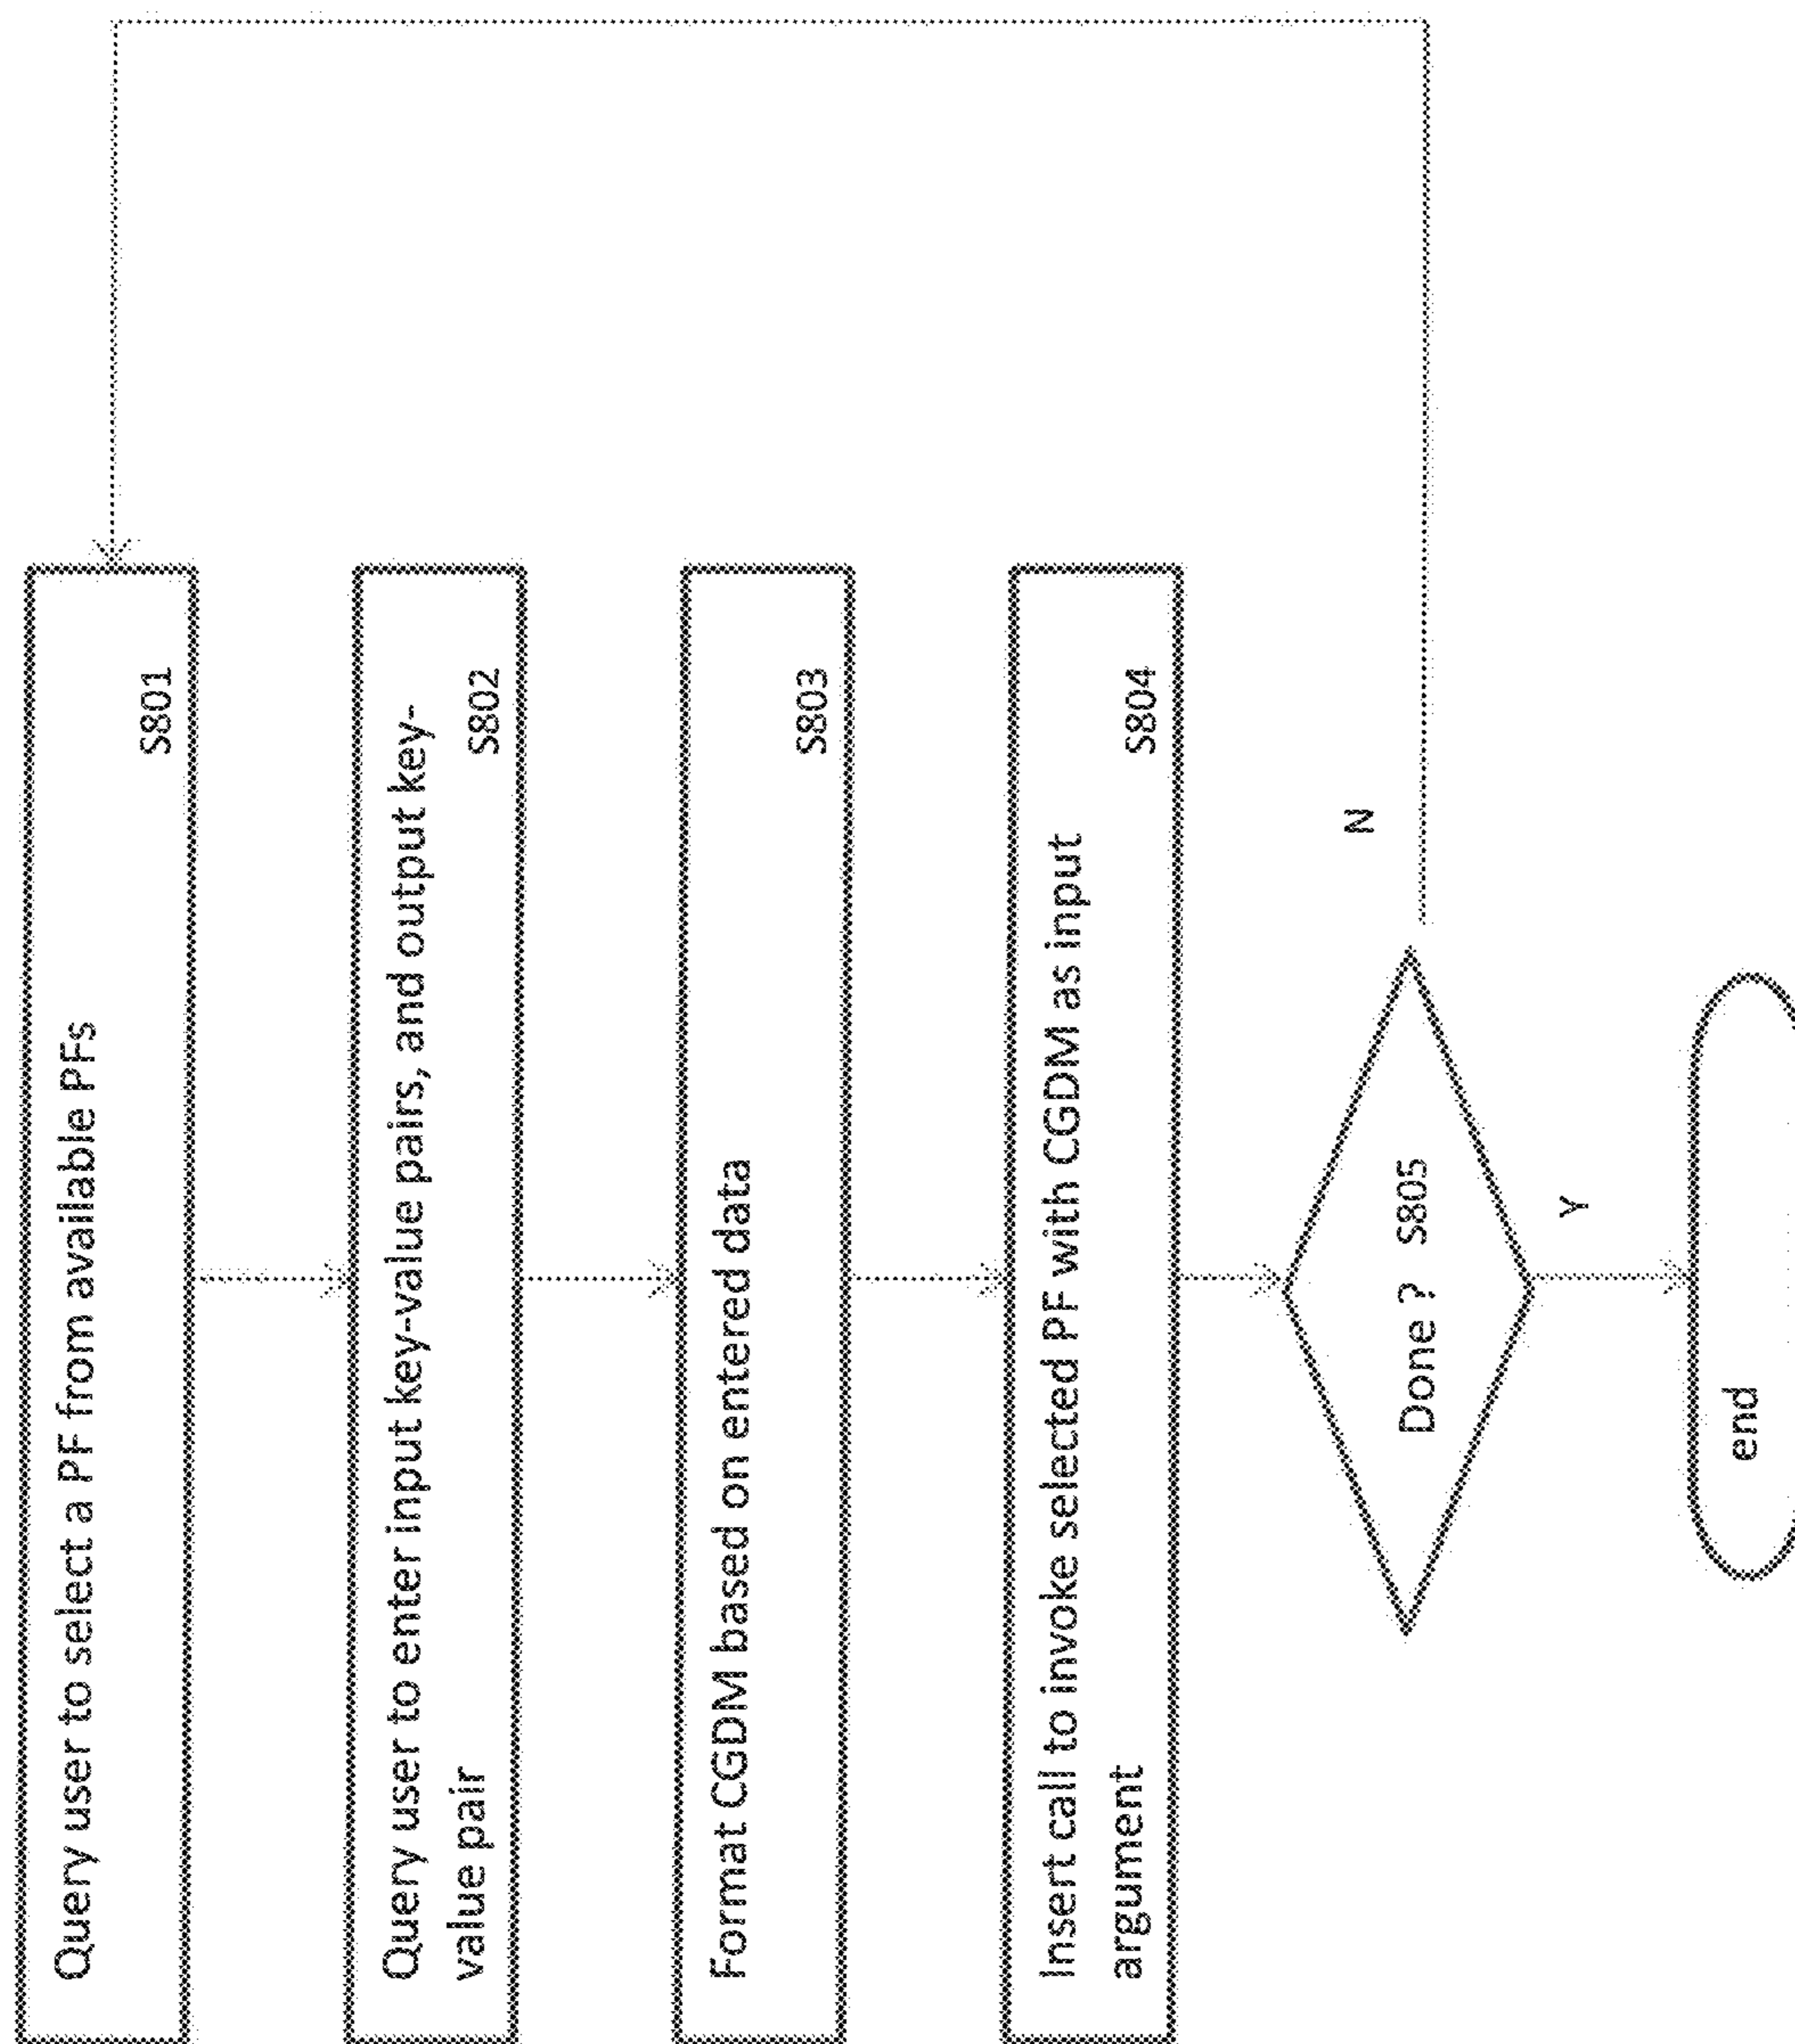 Query user to select a PF from available PFs
S801
Query user to enter input key-value pairs, and output key-
value pair
S802
Format CGDM based on entered data
S803
Insert call to invoke selected PF with CGDM as input
argument
S804
Done ? S805
N
Y
end